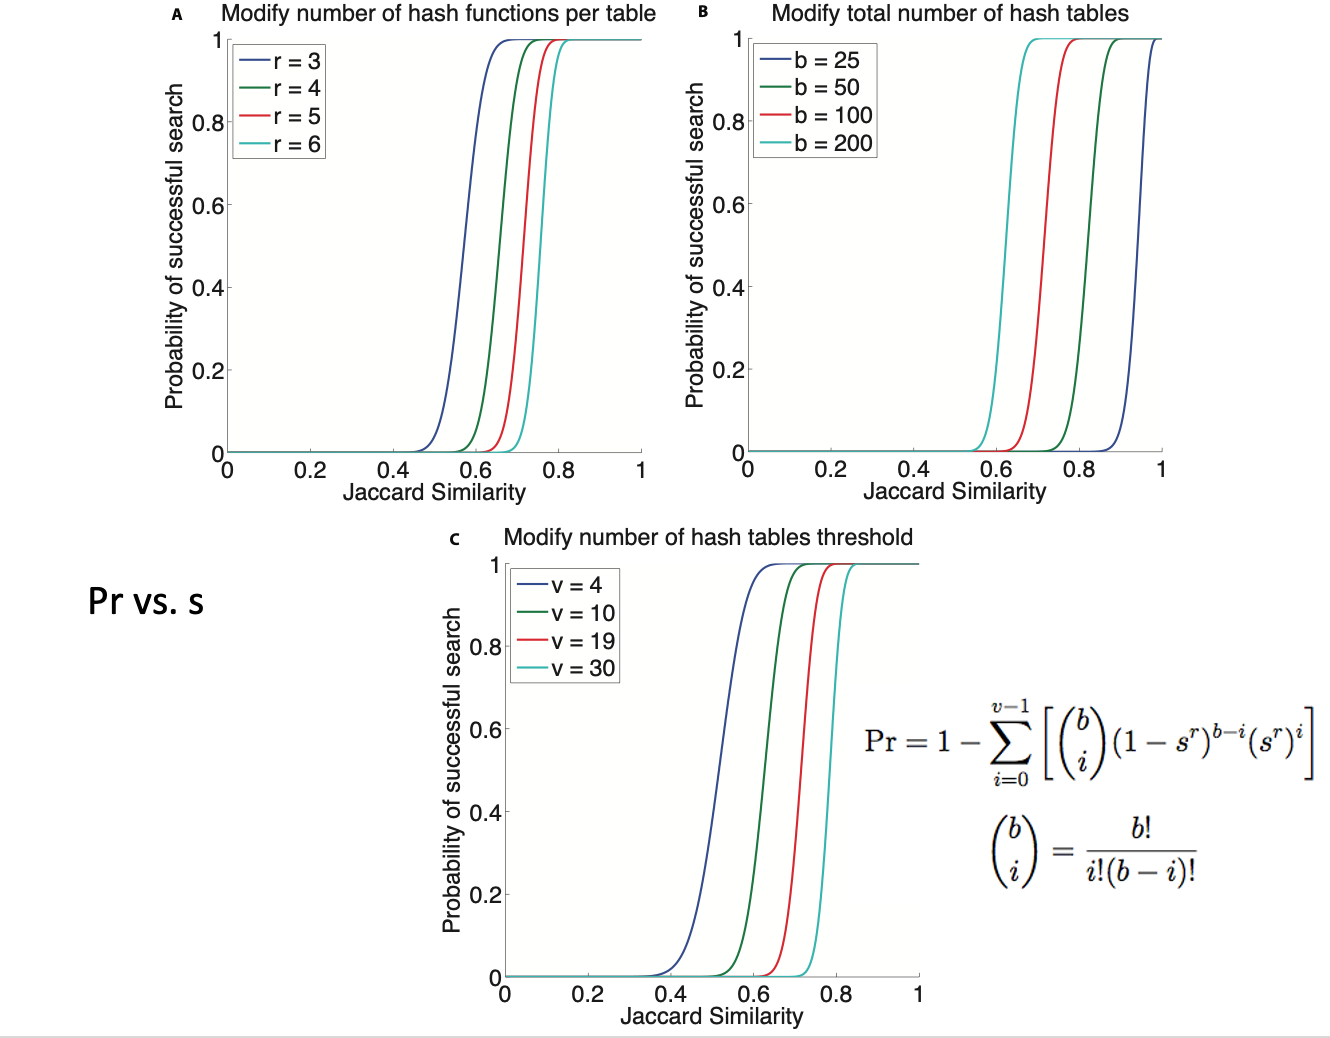 A Modify number of hash functions per table
Probability of successful search
1
0.8
0.6
0.4
0.2
0
r = 3
r = 4
r = 5
r = 6
0 0.2 0.4 0.6 0.8 1
Jaccard Similarity
B Modify total number of hash tables
Probability of successful search
1
0.8
0.6
0.4
0.2
0
b = 25
b = 50
b = 100
b = 200
0 0.2 0.4 0.6 0.8 1
Jaccard Similarity
C Modify number of hash tables threshold
Probability of successful search
1
0.8
0.6
0.4
0.2
0
v = 4
v = 10
v = 19
v = 30
0 0.2 0.4 0.6 0.8 1
Jaccard Similarity
Pr vs. s
Pr = 1 − ∑_{i=0}^{v−1} [(b i)(1 − s^r)^{b−i}(s^r)^i]
(b i) = b! / i!(b − i)!